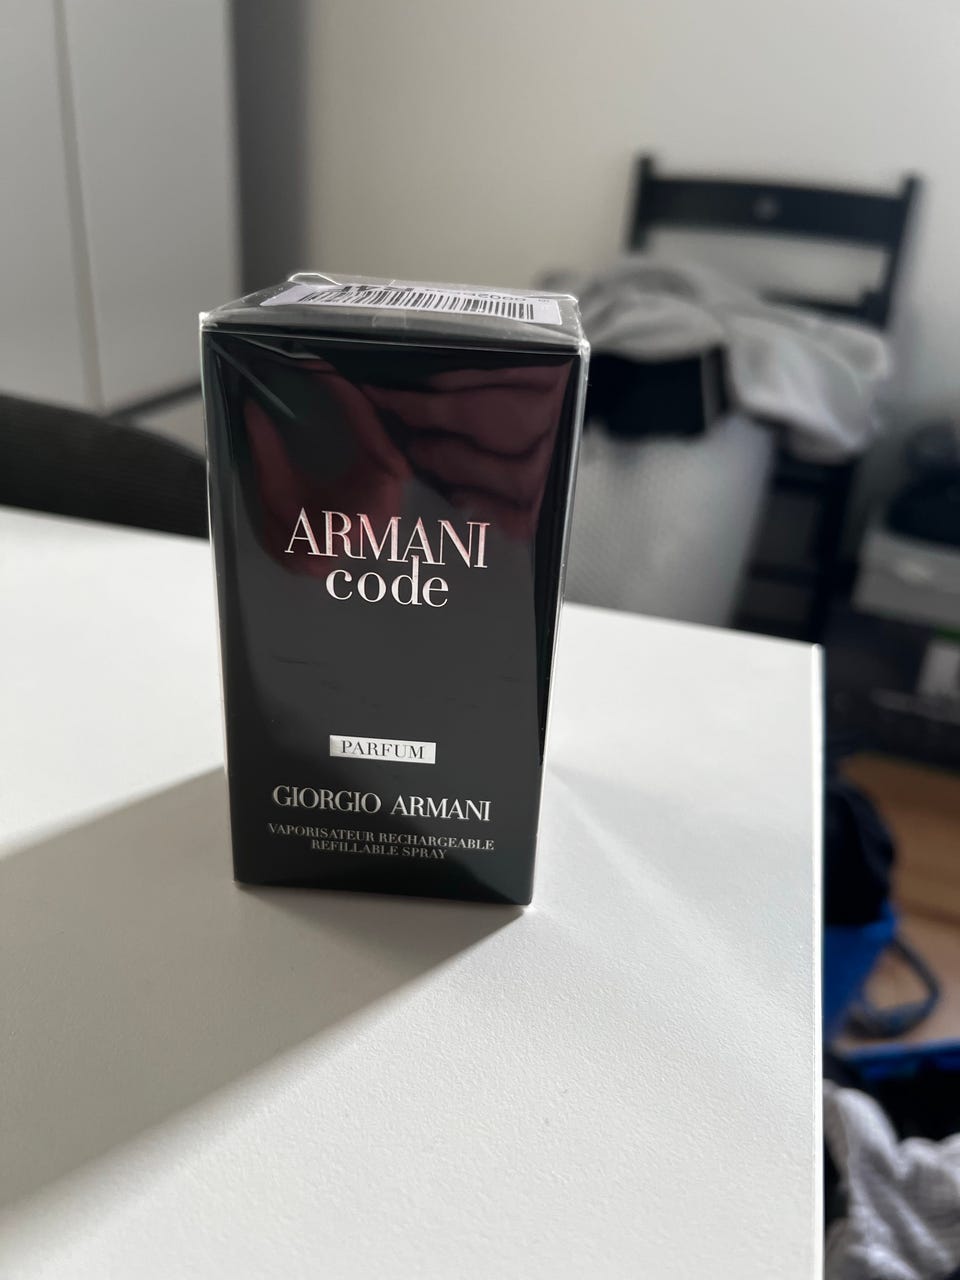 ARMANI
code
PARFUM
GIORGIO ARMANI
VAPORISATEUR RECHARGEABLE
REFILLABLE SPRAY